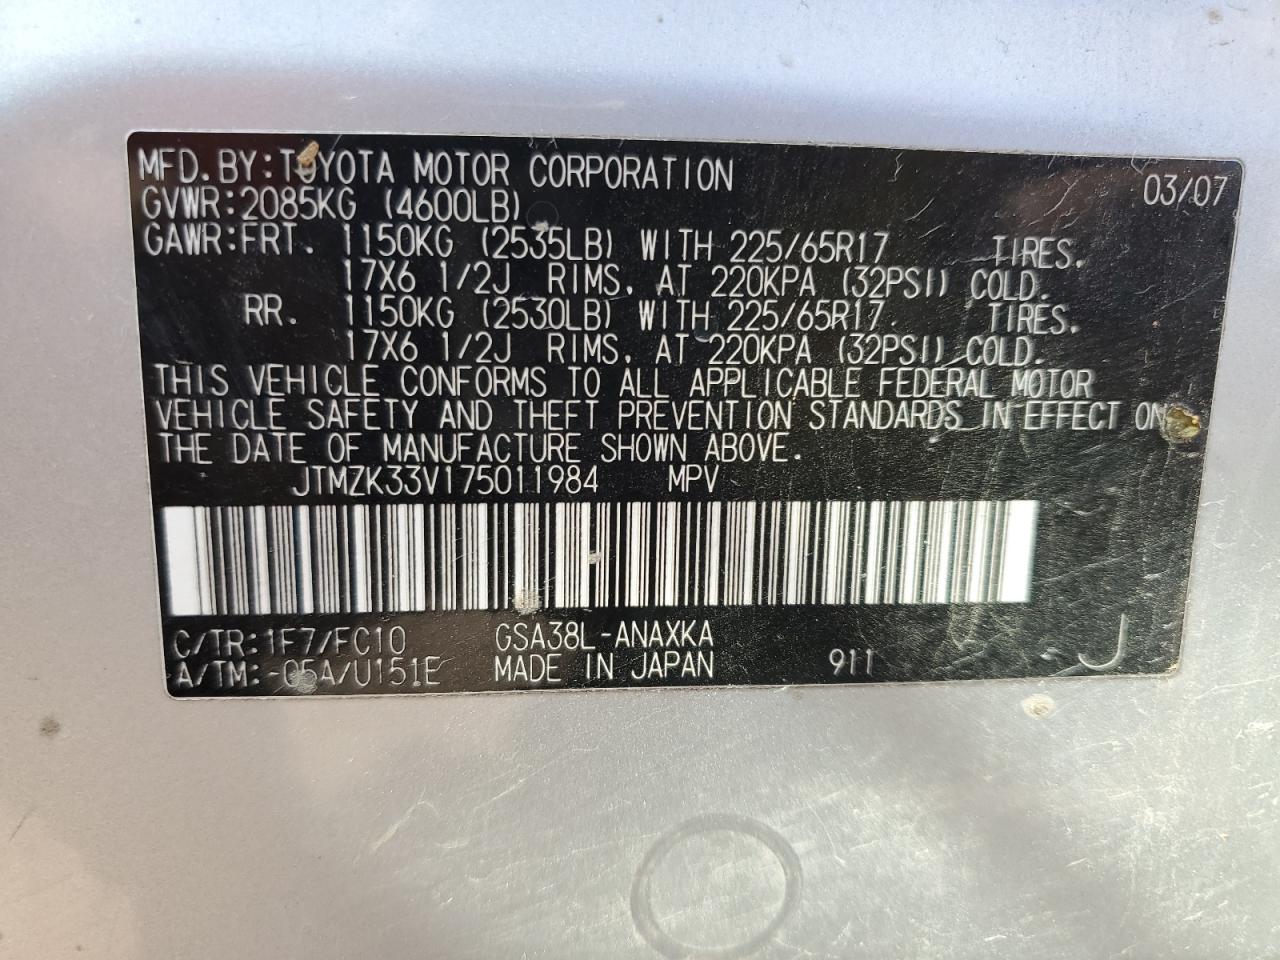 MFD. BY: TOYOTA MOTOR CORPORATION 03/07
GVWR: 2085KG (4600LB)
GAWR: FRT. 1150KG (2535LB) WITH 225/65R17 TIRES.
17X6 1/2J RIMS. AT 220KPA (32PSI) COLD.
RR. 1150KG (2530LB) WITH 225/65R17 TIRES.
17X6 1/2J RIMS. AT 220KPA (32PSI) COLD.
THIS VEHICLE CONFORMS TO ALL APPLICABLE FEDERAL MOTOR
VEHICLE SAFETY AND THEFT PREVENTION STANDARDS IN EFFECT ON
THE DATE OF MANUFACTURE SHOWN ABOVE.
JTMZK33V175011984 MPV
C/TR: 1F7/FC10 GSA38L-ANAXKA
A/TM: -05A/U151E MADE IN JAPAN 911 J